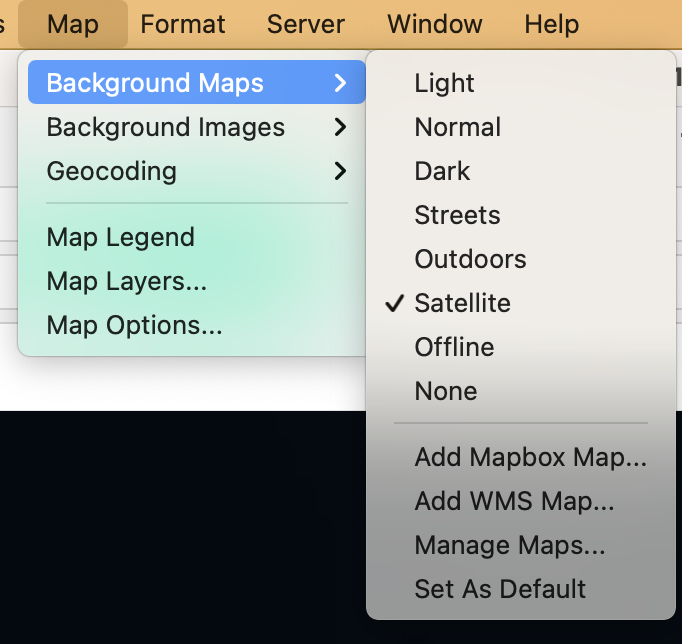 Map Format Server Window Help
Background Maps
Background Images
Geocoding
Map Legend
Map Layers...
Map Options...
Light
Normal
Dark
Streets
Outdoors
✓ Satellite
Offline
None
Add Mapbox Map...
Add WMS Map...
Manage Maps...
Set As Default